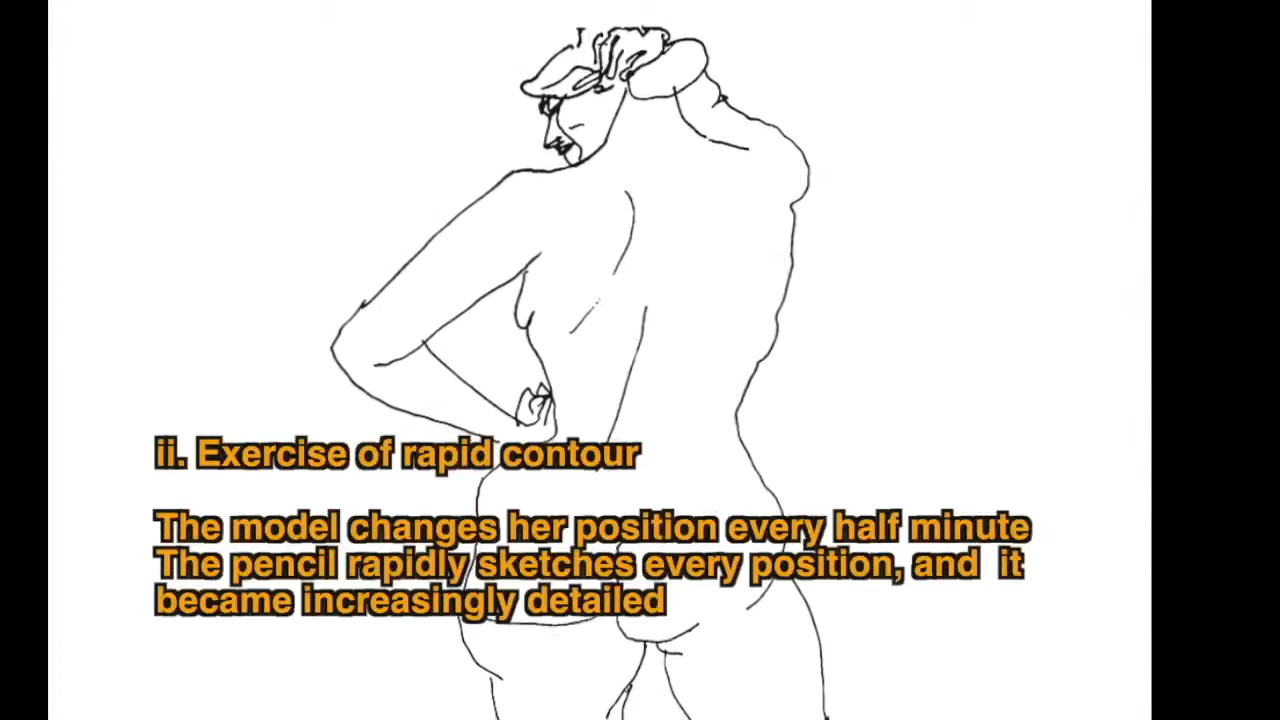 ii. Exercise of rapid contour
The model changes her position every half minute
The pencil rapidly sketches every position, and  it
became increasingly detailed